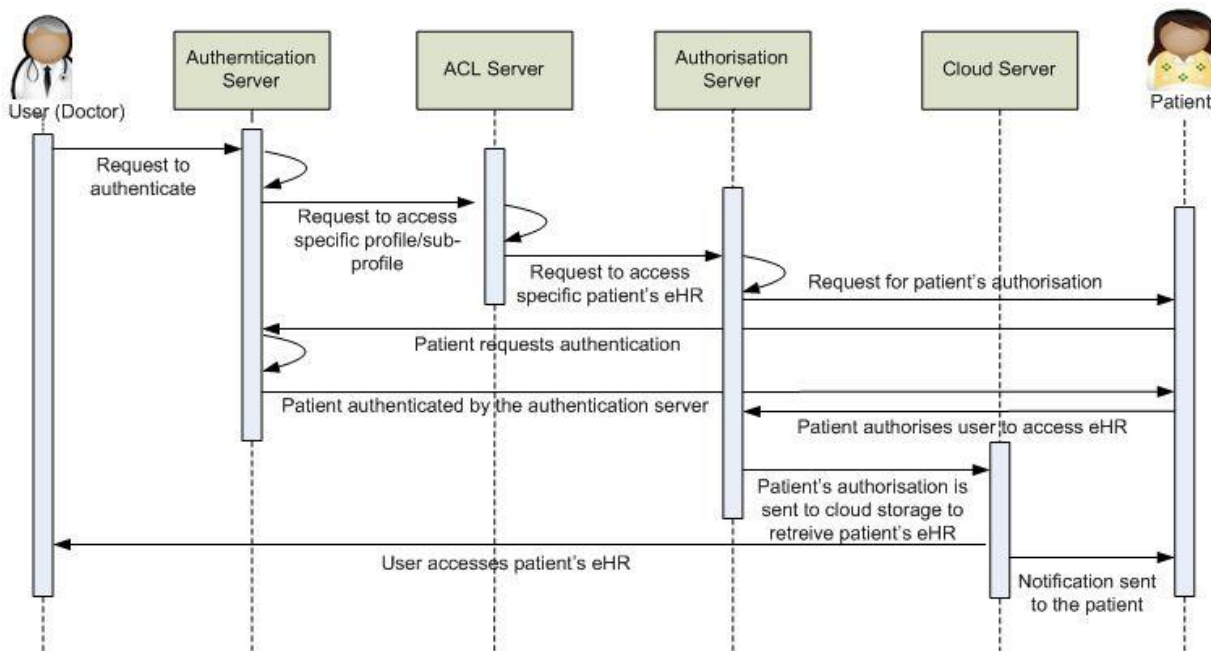 User (Doctor)
Autherntication
Server
ACL Server
Authorisation
Server
Cloud Server
Patient
Request to
authenticate
Request to access
specific profile/sub-
profile
Request to access
specific patient's eHR
Request for patient's authorisation
Patient requests authentication
Patient authenticated by the authentication server
Patient authorises user to access eHR
Patient's authorisation is
sent to cloud storage to
retreive patient's eHR
User accesses patient's eHR
Notification sent
to the patient